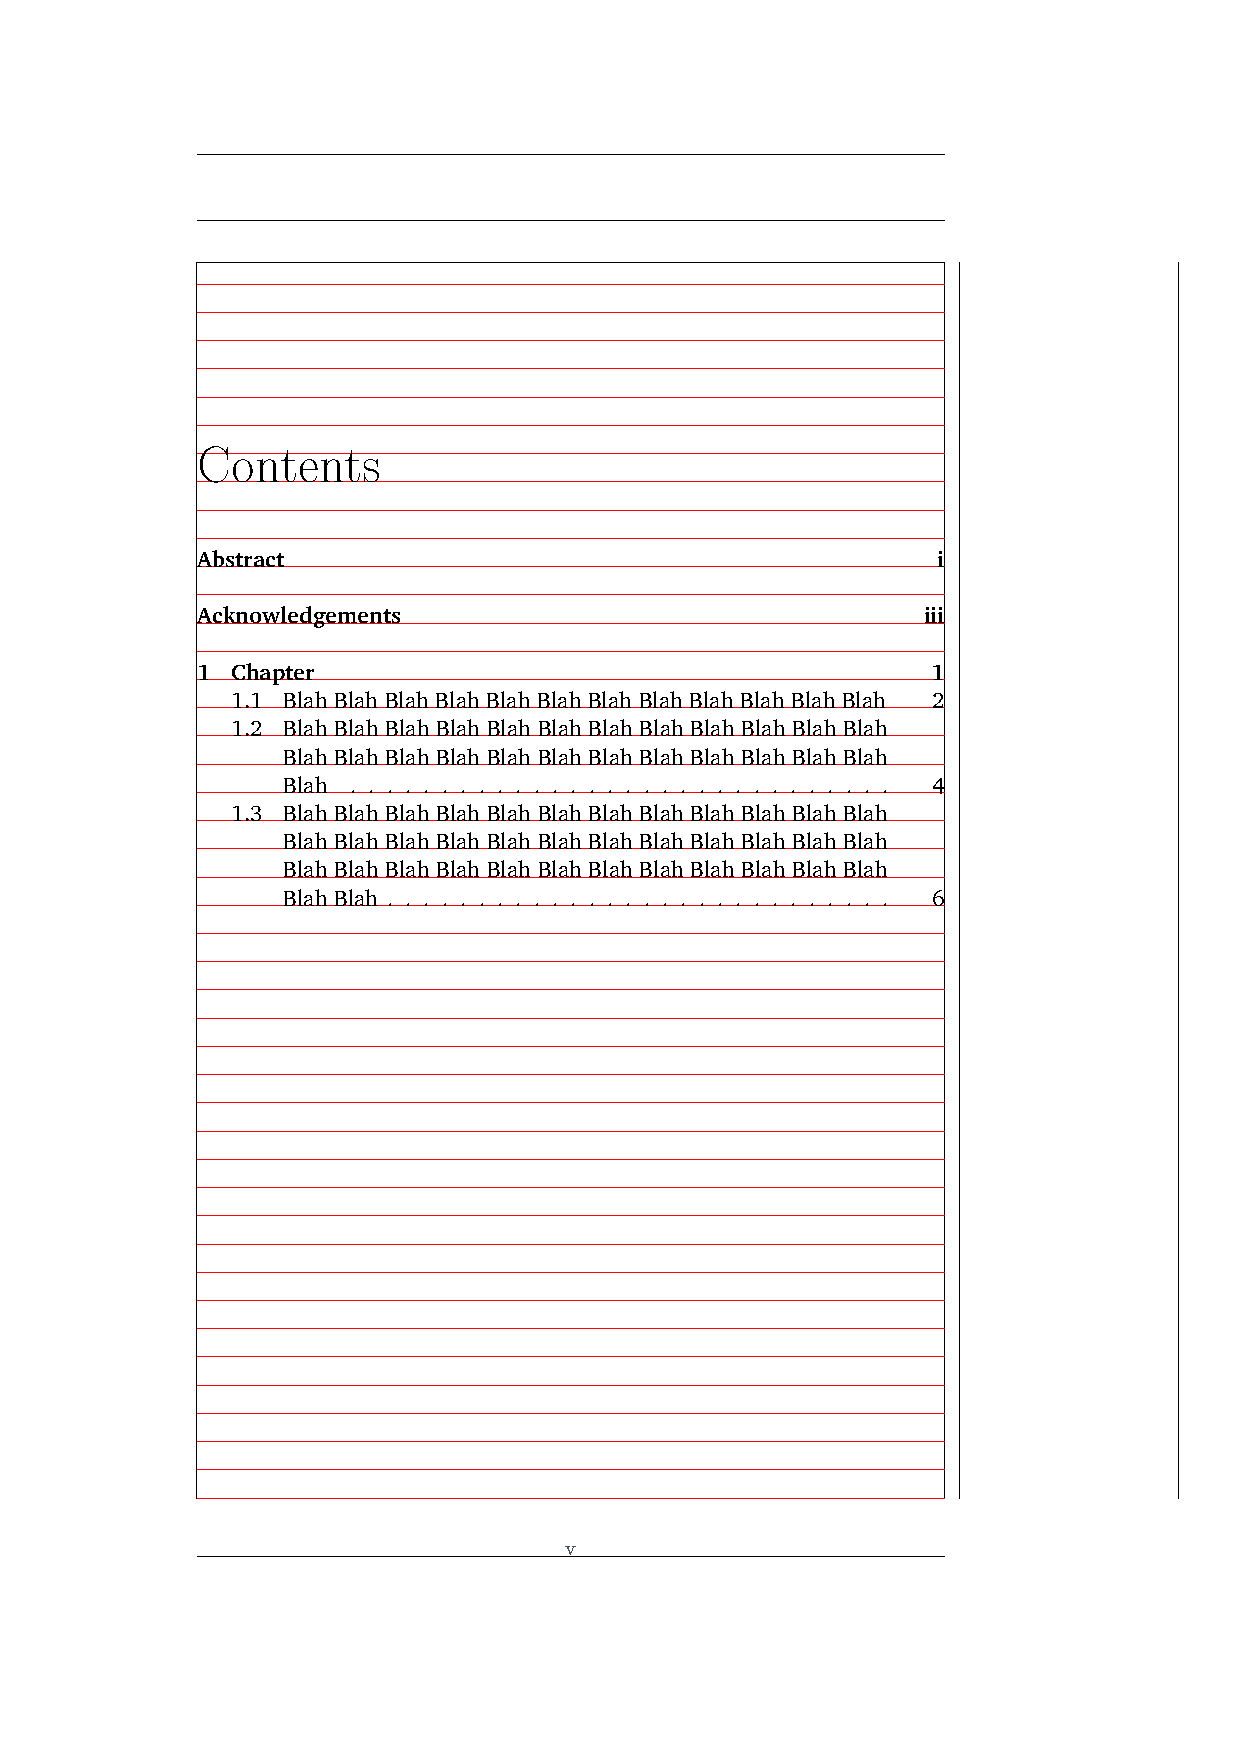 Contents
Abstract i
Acknowledgements iii
1 Chapter 1
1.1 Blah Blah Blah Blah Blah Blah Blah Blah Blah Blah Blah Blah 2
1.2 Blah Blah Blah Blah Blah Blah Blah Blah Blah Blah Blah Blah
Blah Blah Blah Blah Blah Blah Blah Blah Blah Blah Blah Blah
Blah . . . . . . . . . . . . . . . . . . . . . . . . . . . . . . 4
1.3 Blah Blah Blah Blah Blah Blah Blah Blah Blah Blah Blah Blah
Blah Blah Blah Blah Blah Blah Blah Blah Blah Blah Blah Blah
Blah Blah Blah Blah Blah Blah Blah Blah Blah Blah Blah Blah
Blah Blah . . . . . . . . . . . . . . . . . . . . . . . . . . . . 6
v